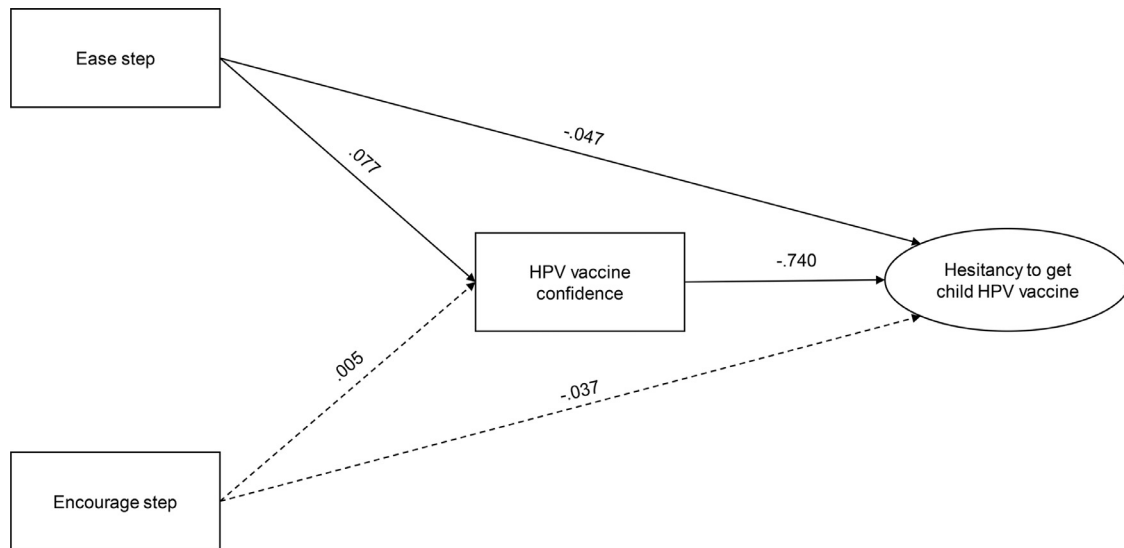 Ease step
-.047
.077
HPV vaccine
confidence
-.740
Hesitancy to get
child HPV vaccine
.005
-.037
Encourage step